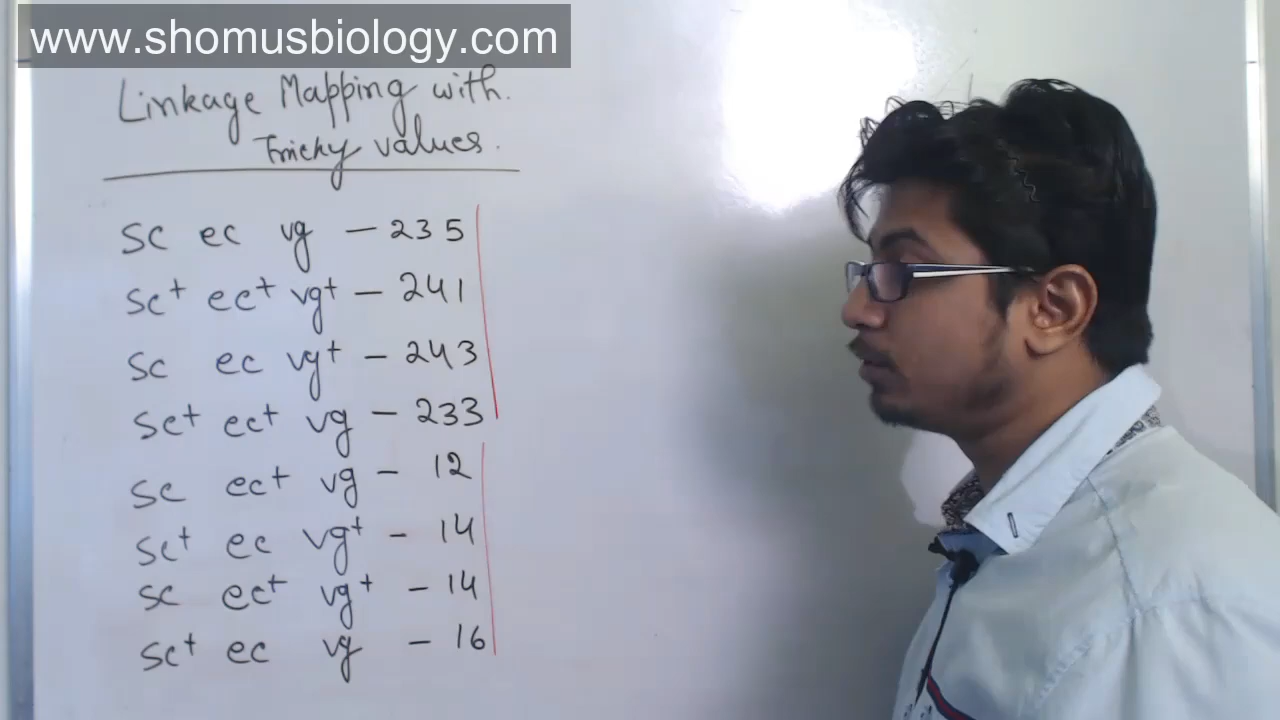 www.shomusbiology.com
Linkage Mapping with.
Tricky values.
sc ec vg - 235
sc+ ec+ vg+ - 241
sc ec vg+ - 243
sc+ ec+ vg - 233
sc ec+ vg - 12
sc+ ec vg+ - 14
sc ec+ vg+ - 14
sc+ ec vg - 16